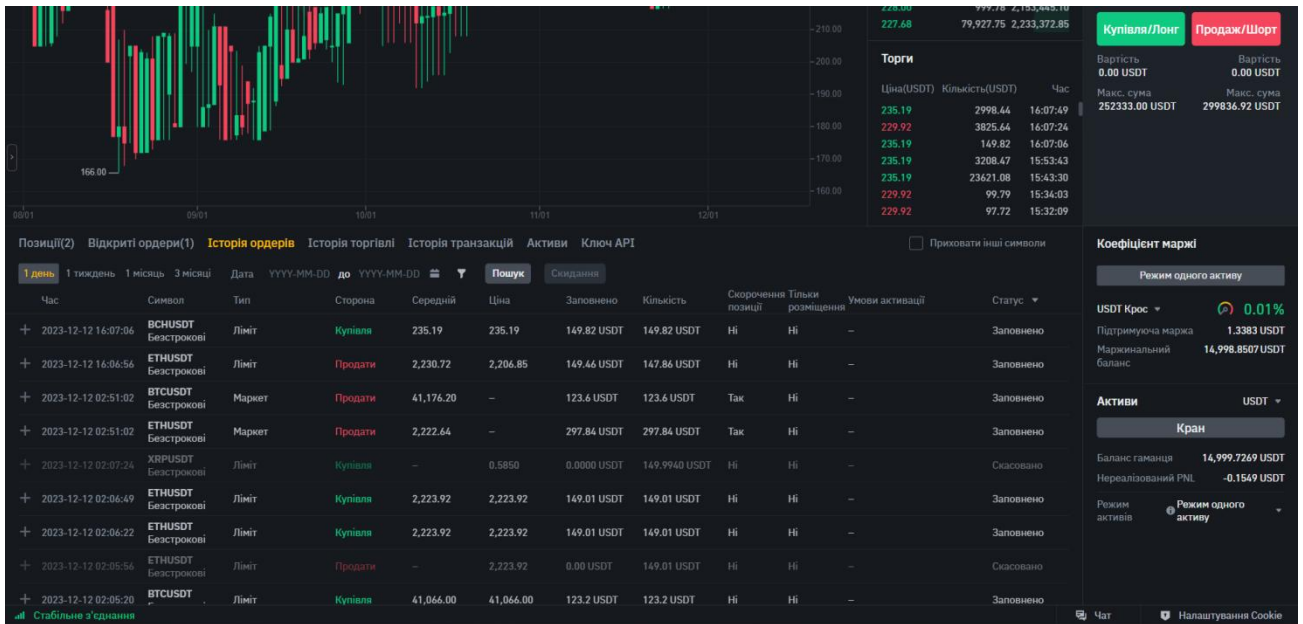 228.00 999.78 2,153,445.10
227.68 79,927.75 2,233,372.85
210.00
200.00
190.00
180.00
170.00
160.00
166.00
08/01 09/01 10/01 11/01 12/01
Торги
Ціна(USDT) Кількість(USDT) Час
235.19 2998.44 16:07:49
229.92 3825.64 16:07:24
235.19 149.82 16:07:06
235.19 3208.47 15:53:43
235.19 23621.08 15:43:30
229.92 99.79 15:34:03
229.92 97.72 15:32:09
Купівля/Лонг Продаж/Шорт
Вартість Вартість
0.00 USDT 0.00 USDT
Макс. сума Макс. сума
252333.00 USDT 299836.92 USDT
Позиції(2) Відкриті ордери(1) Історія ордерів Історія торгівлі Історія транзакцій Активи Ключ API
Приховати інші символи
1 день 1 тиждень 1 місяць 3 місяці Дата YYYY-MM-DD до YYYY-MM-DD Пошук Скидання
Час Символ Тип Сторона Середній Ціна Заповнено Кількість Скорочення позиції Тільки розміщення Умови активації Статус
2023-12-12 16:07:06 BCHUSDT Безстрокові Ліміт Купівля 235.19 235.19 149.82 USDT 149.82 USDT Ні Ні – Заповнено
2023-12-12 16:06:56 ETHUSDT Безстрокові Ліміт Продати 2,230.72 2,206.85 149.46 USDT 147.86 USDT Ні Ні – Заповнено
2023-12-12 02:51:02 BTCUSDT Безстрокові Маркет Продати 41,176.20 – 123.6 USDT 123.6 USDT Так Ні – Заповнено
2023-12-12 02:51:02 ETHUSDT Безстрокові Маркет Продати 2,222.64 – 297.84 USDT 297.84 USDT Так Ні – Заповнено
2023-12-12 02:07:24 XRPUSDT Безстрокові Ліміт Купівля – 0.5850 0.0000 USDT 149.9940 USDT Ні Ні – Скасовано
2023-12-12 02:06:49 ETHUSDT Безстрокові Ліміт Купівля 2,223.92 2,223.92 149.01 USDT 149.01 USDT Ні Ні – Заповнено
2023-12-12 02:06:22 ETHUSDT Безстрокові Ліміт Купівля 2,223.92 2,223.92 149.01 USDT 149.01 USDT Ні Ні – Заповнено
2023-12-12 02:05:56 ETHUSDT Безстрокові Ліміт Продати – 2,223.92 0.00 USDT 149.01 USDT Ні Ні – Скасовано
2023-12-12 02:05:20 BTCUSDT Ліміт Купівля 41,066.00 41,066.00 123.2 USDT 123.2 USDT Ні Ні – Заповнено
Коефіцієнт маржі
Режим одного активу
USDT Крос 0.01%
Підтримуюча маржа 1.3383 USDT
Маржинальний баланс 14,998.8507 USDT
Активи USDT
Кран
Баланс гаманця 14,999.7269 USDT
Нереалізований PNL -0.1549 USDT
Режим активів Режим одного активу
Стабільне з'єднання
Чат Налаштування Cookie